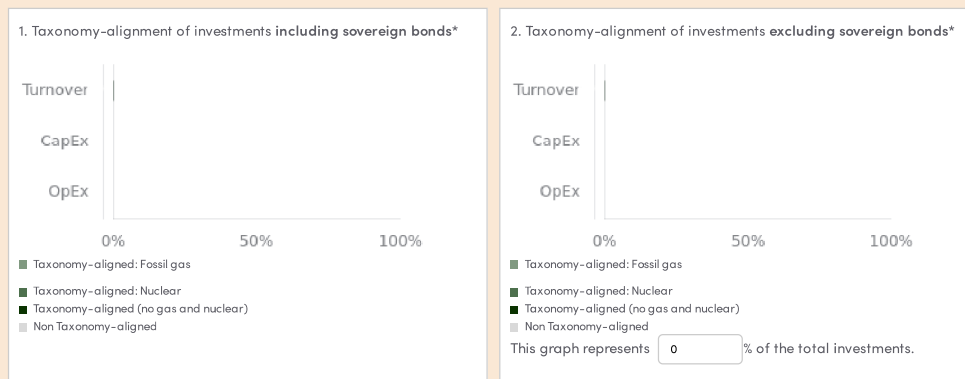 1. Taxonomy-alignment of investments including sovereign bonds*
Turnover
CapEx
OpEx
0% 50% 100%
Taxonomy-aligned: Fossil gas
Taxonomy-aligned: Nuclear
Taxonomy-aligned (no gas and nuclear)
Non Taxonomy-aligned
2. Taxonomy-alignment of investments excluding sovereign bonds*
Turnover
CapEx
OpEx
0% 50% 100%
Taxonomy-aligned: Fossil gas
Taxonomy-aligned: Nuclear
Taxonomy-aligned (no gas and nuclear)
Non Taxonomy-aligned
This graph represents 0 % of the total investments.